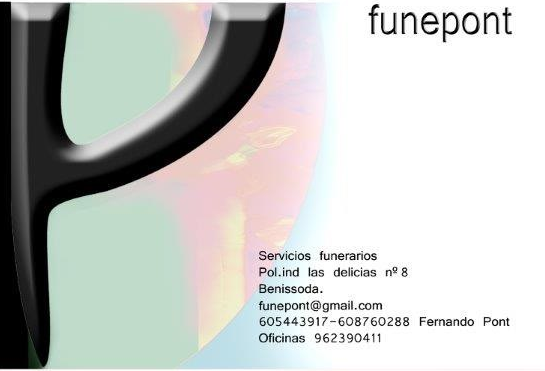 funepont
Servicios funerarios
Pol.ind las delicias nº 8
Benissoda.
funepont@gmail.com
605443917-608760288 Fernando Pont
Oficinas 962390411